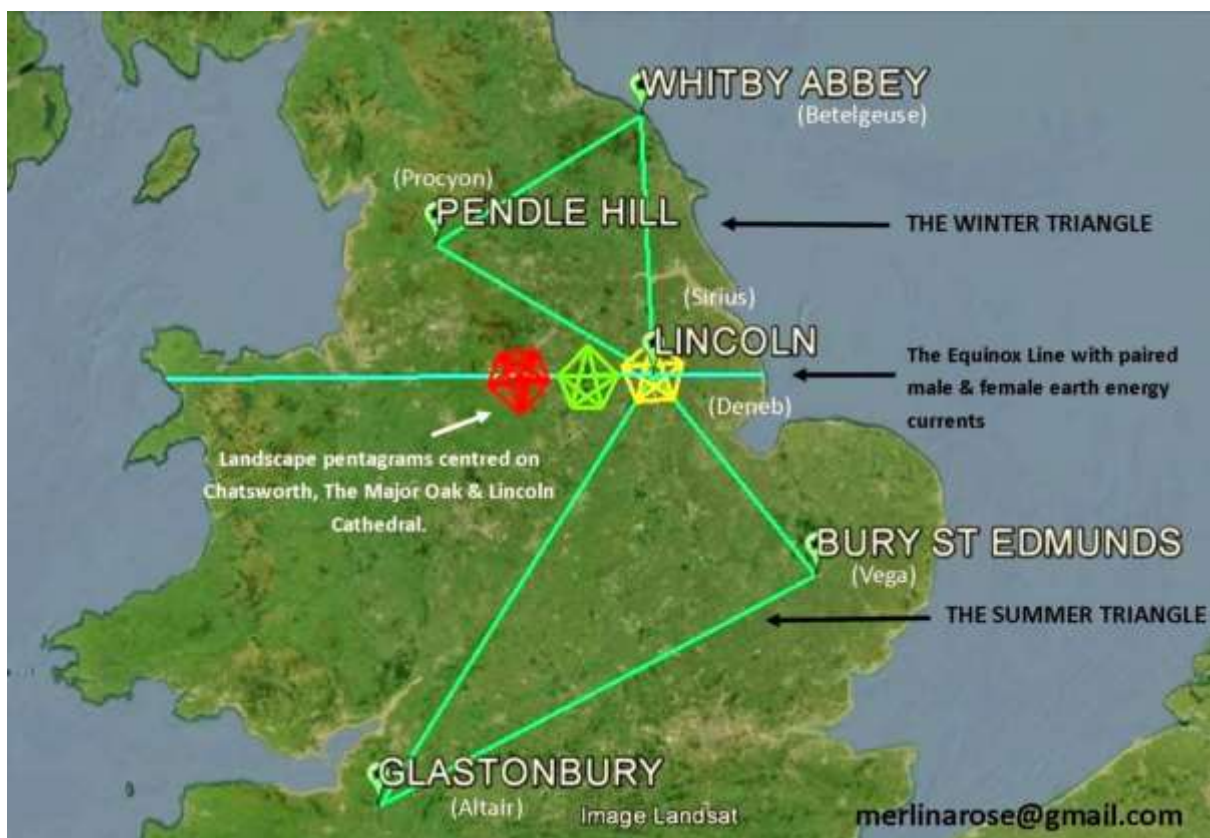 WHITBY ABBEY
(Betelgeuse)
(Procyon)
PENDLE HILL
THE WINTER TRIANGLE
(Sirius)
LINCOLN
The Equinox Line with paired
male & female earth energy
currents
(Deneb)
Landscape pentagrams centred on
Chatsworth, The Major Oak & Lincoln
Cathedral.
BURY ST EDMUNDS
(Vega)
THE SUMMER TRIANGLE
GLASTONBURY
(Altair)
Image Landsat
merlinarose@gmail.com